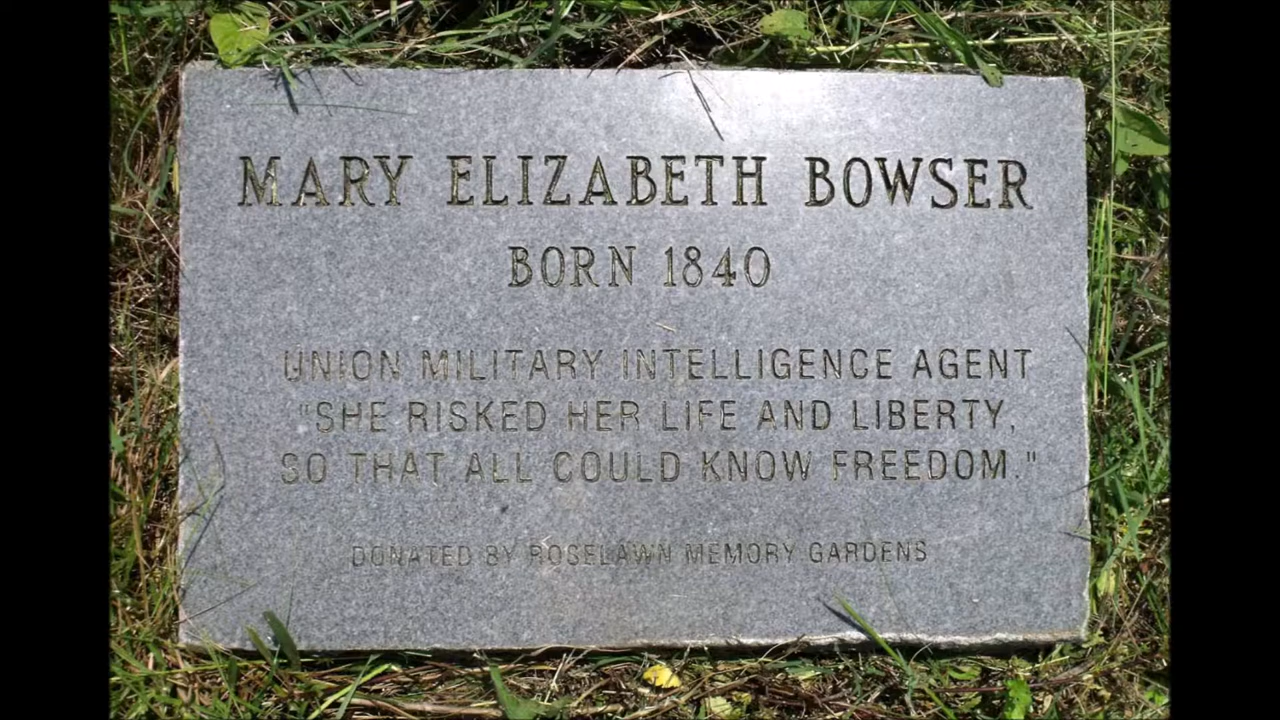 MARY ELIZABETH BOWSER
BORN 1840
UNION MILITARY INTELLIGENCE AGENT
"SHE RISKED HER LIFE AND LIBERTY,
SO THAT ALL COULD KNOW FREEDOM."
DONATED BY ROSELAWN MEMORY GARDENS